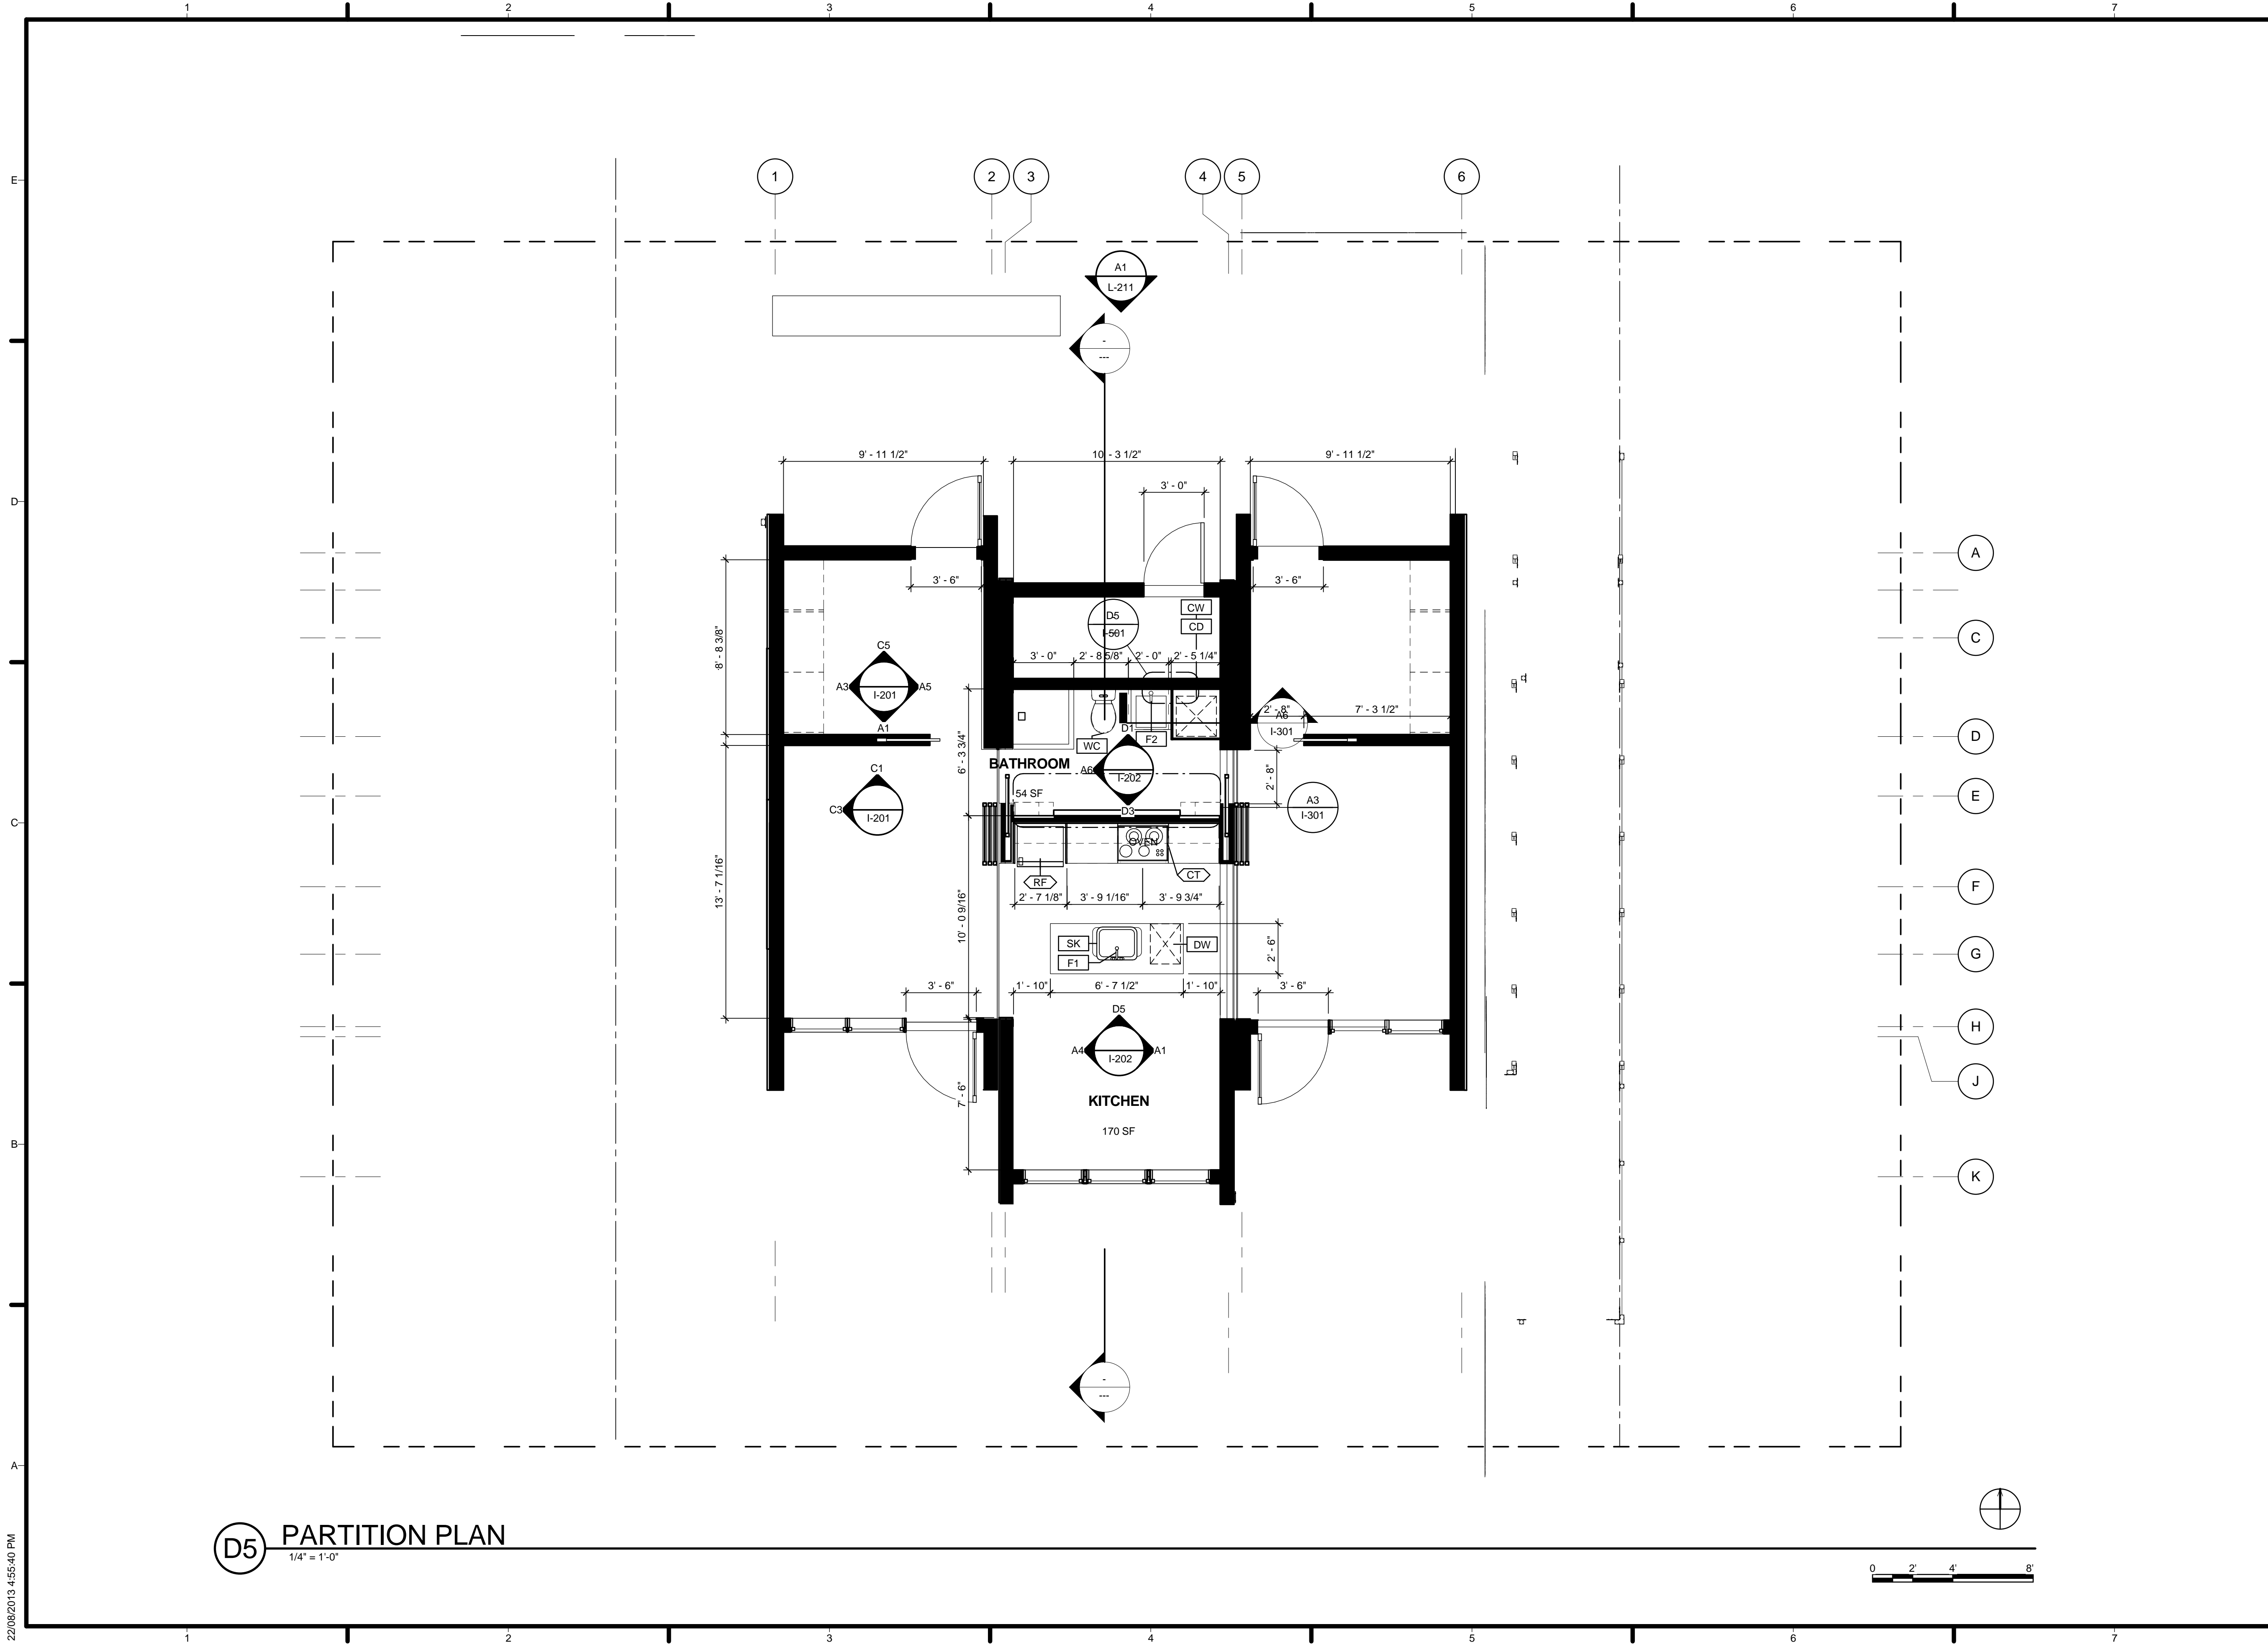 1 2 3 4 5 6 7
E
D
C
B
A
1 2 3 4 5 6
A1
L-211
-
---
9' - 11 1/2"
10' - 3 1/2"
9' - 11 1/2"
3' - 0"
3' - 6"
3' - 6"
A
C
D
E
F
G
H
J
K
CW
CD
D5
I-501
8' - 8 3/8"
3' - 0"
2' - 8 5/8"
2' - 0"
2' - 5 1/4"
C5
A3
I-201
A5
A1
2' - 8"
7' - 3 1/2"
A6
I-301
D1
WC
F2
6' - 3 3/4"
BATHROOM
A6
I-202
D3
54 SF
2' - 8"
C1
C3
I-201
A3
I-301
OVEN
RF
CT
13' - 7 1/16"
2' - 7 1/8"
3' - 9 1/16"
3' - 9 3/4"
10' - 0 9/16"
SK
F1
DW
X
2' - 6"
3' - 6"
1' - 10"
6' - 7 1/2"
1' - 10"
3' - 6"
D5
A4
I-202
A1
7' - 6"
KITCHEN
170 SF
-
---
D5
PARTITION PLAN
1/4" = 1'-0"
0 2' 4' 8'
22/08/2013 4:55:40 PM
1 2 3 4 5 6 7